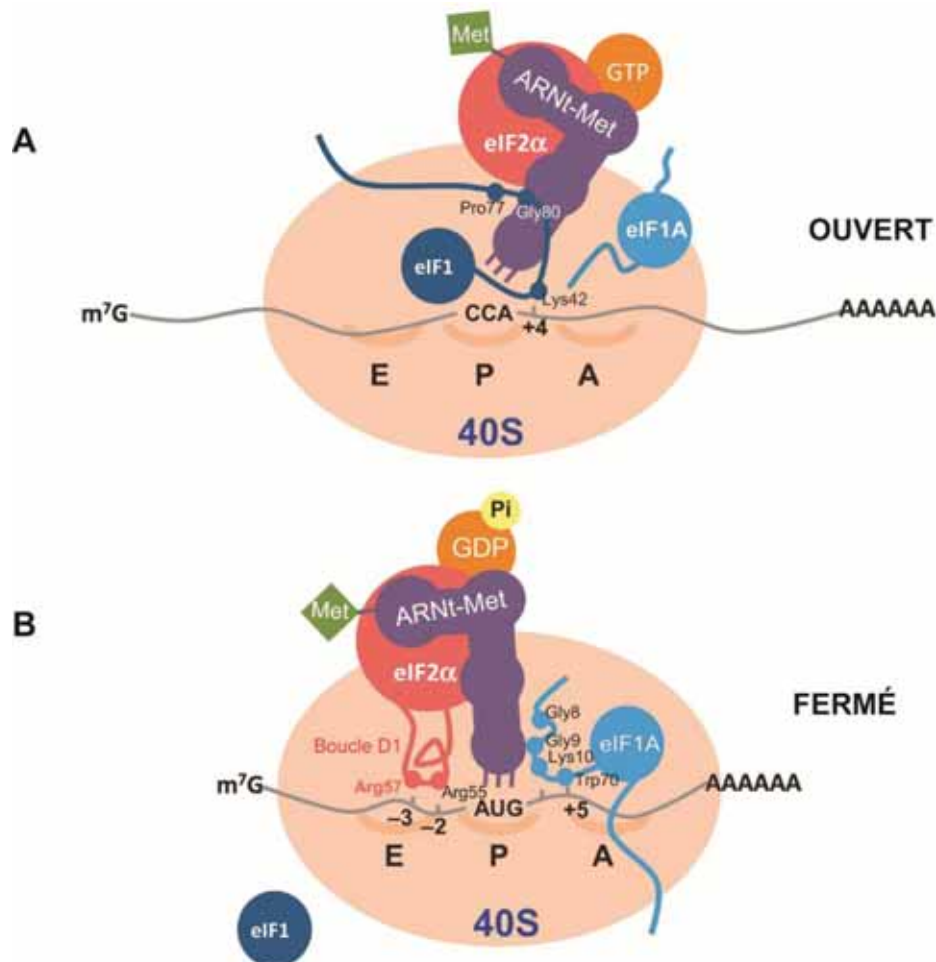 A
Met
GTP
ARNt-Met
eIF2α
Pro77
Gly80
eIF1A
OUVERT
eIF1
Lys42
m⁷G
CCA
+4
AAAAAA
E P A
40S
B
Pi
GDP
Met
ARNt-Met
eIF2α
FERMÉ
Gly8
Boucle D1
Gly9
eIF1A
Lys10
Trp70
Arg57
Arg55
m⁷G
AUG
AAAAAA
–3
–2
+5
E P A
40S
eIF1